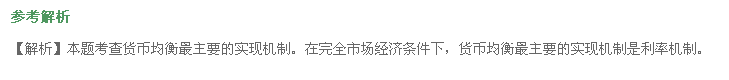 参考解析
【解析】本题考查货币均衡最主要的实现机制。在完全市场经济条件下，货币均衡最主要的实现机制是利率机制。